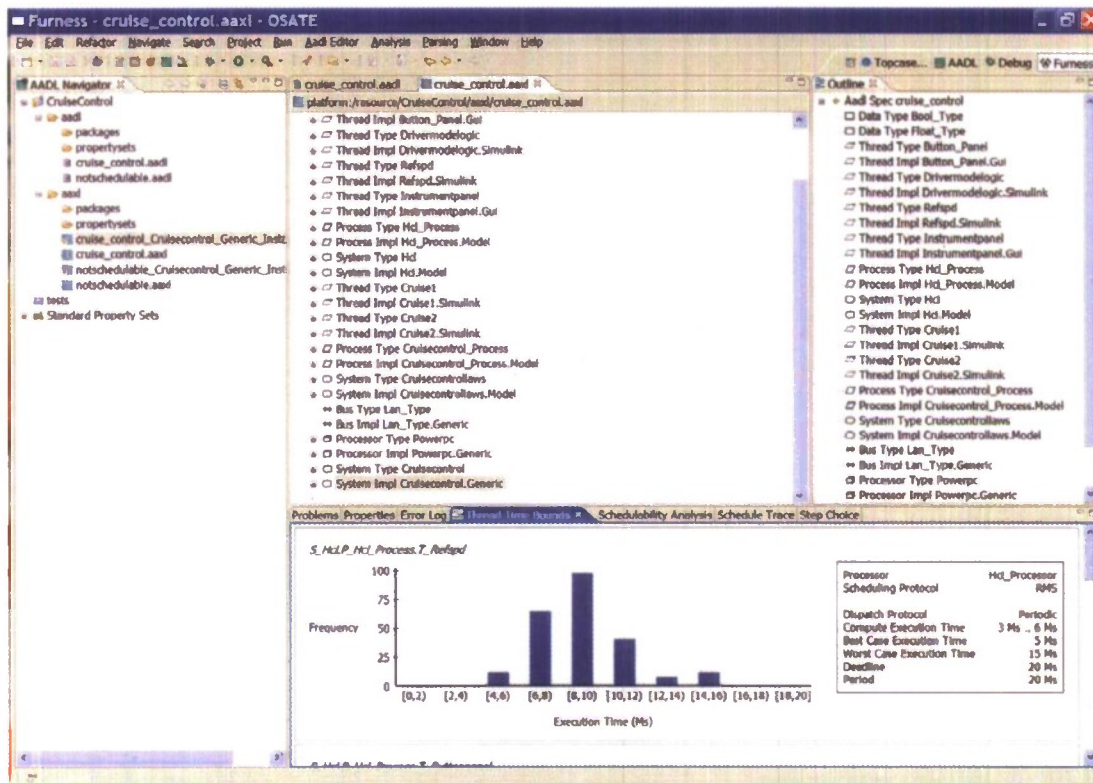 Furness - cruise_control.aaxl - OSATE
File Edit Refactor Navigate Search Project Run Aadl Editor Analysis Parsing Window Help
Topcase... AADL Debug Furness
AADL Navigator
CruiseControl
aadl
packages
propertysets
cruise_control.aadl
notschedulable.aadl
aaxl
packages
propertysets
cruise_control_Cruisecontrol_Generic_Inst
cruise_control.aaxl
notschedulable_Cruisecontrol_Generic_Inst
notschedulable.aaxl
tests
Standard Property Sets
cruise_control.aadl cruise_control.aaxl
platform:/resource/CruiseControl/aaxl/cruise_control.aaxl
Thread Impl Button_Panel.Gui
Thread Type Drivermodelogic
Thread Impl Drivermodelogic.Simulink
Thread Type Refspd
Thread Impl Refspd.Simulink
Thread Type Instrumentpanel
Thread Impl Instrumentpanel.Gui
Process Type Hci_Process
Process Impl Hci_Process.Model
System Type Hci
System Impl Hci.Model
Thread Type Cruise1
Thread Impl Cruise1.Simulink
Thread Type Cruise2
Thread Impl Cruise2.Simulink
Process Type Cruisecontrol_Process
Process Impl Cruisecontrol_Process.Model
System Type Cruisecontrollaws
System Impl Cruisecontrollaws.Model
Bus Type Lan_Type
Bus Impl Lan_Type.Generic
Processor Type Powerpc
Processor Impl Powerpc.Generic
System Type Cruisecontrol
System Impl Cruisecontrol.Generic
Outline
Aadl Spec cruise_control
Data Type Bool_Type
Data Type Float_Type
Thread Type Button_Panel
Thread Impl Button_Panel.Gui
Thread Type Drivermodelogic
Thread Impl Drivermodelogic.Simulink
Thread Type Refspd
Thread Impl Refspd.Simulink
Thread Type Instrumentpanel
Thread Impl Instrumentpanel.Gui
Process Type Hci_Process
Process Impl Hci_Process.Model
System Type Hci
System Impl Hci.Model
Thread Type Cruise1
Thread Impl Cruise1.Simulink
Thread Type Cruise2
Thread Impl Cruise2.Simulink
Process Type Cruisecontrol_Process
Process Impl Cruisecontrol_Process.Model
System Type Cruisecontrollaws
System Impl Cruisecontrollaws.Model
Bus Type Lan_Type
Bus Impl Lan_Type.Generic
Processor Type Powerpc
Processor Impl Powerpc.Generic
Problems Properties Error Log Thread Time Bounds Schedulability Analysis Schedule Trace Step Choice
S_Hci.P_Hci_Process.T_Refspd
100
75
Frequency 50
25
0
[0,2) [2,4) [4,6) [6,8) [8,10) [10,12) [12,14) [14,16) [16,18) [18,20]
Execution Time (Ms)
Processor Hci_Processor
Scheduling Protocol RMS
Dispatch Protocol Periodic
Compute Execution Time 3 Ms .. 6 Ms
Best Case Execution Time 5 Ms
Worst Case Execution Time 15 Ms
Deadline 20 Ms
Period 20 Ms